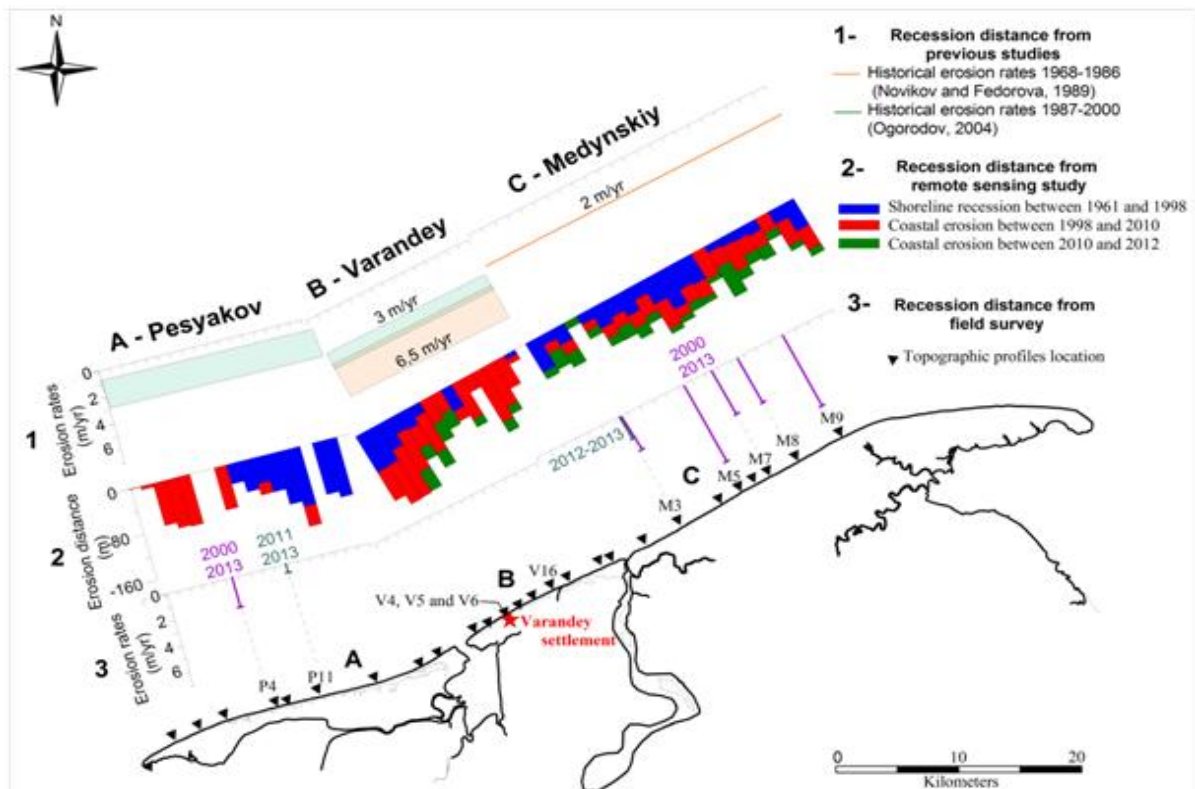 N
1- Recession distance from
previous studies
Historical erosion rates 1968-1986
(Novikov and Fedorova, 1989)
Historical erosion rates 1987-2000
(Ogorodov, 2004)
2- Recession distance from
remote sensing study
Shoreline recession between 1961 and 1998
Coastal erosion between 1998 and 2010
Coastal erosion between 2010 and 2012
3- Recession distance from
field survey
Topographic profiles location
A - Pesyakov
B - Varandey
C - Medynskiy
2 m/yr
3 m/yr
6,5 m/yr
1
Erosion rates
(m/yr)
0
2
4
6
2
Erosion distance
(m)
0
-80
-160
3
Erosion rates
(m/yr)
0
2
4
6
2000
2013
2011
2013
2012-2013
2000
2013
M9
M8
M7
M5
C
M3
V16
B
V4, V5 and V6
Varandey
settlement
A
P11
P4
0 10 20
Kilometers